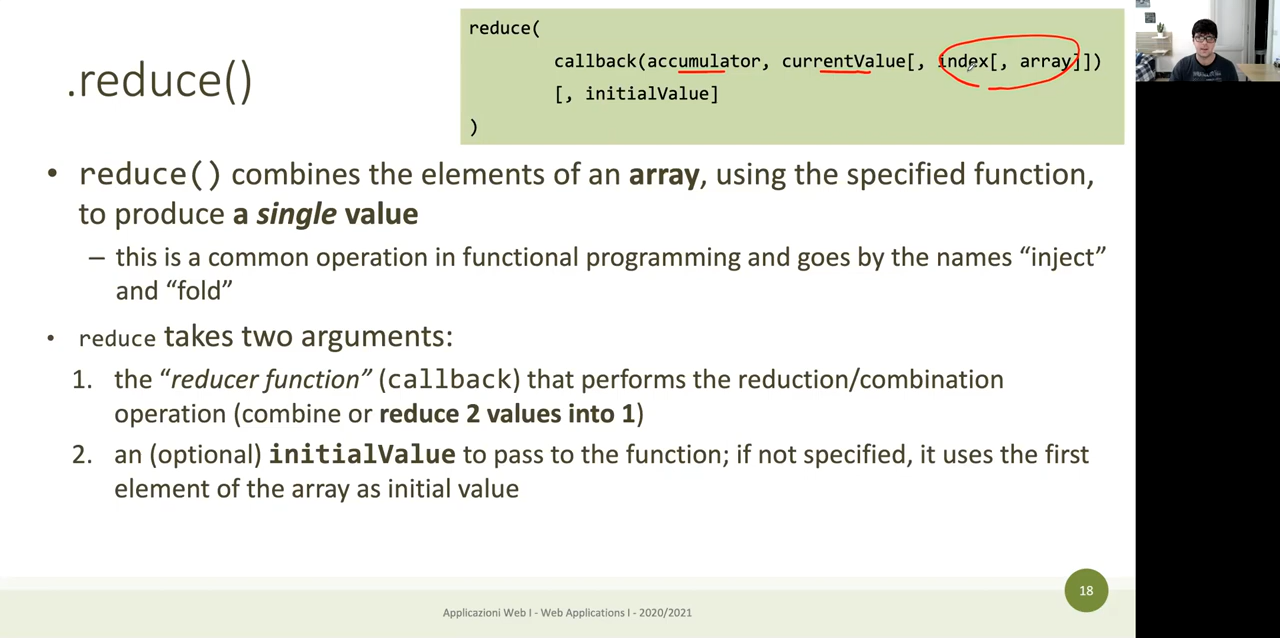 .reduce()
reduce(
callback(accumulator, currentValue[, index[, array]])
[, initialValue]
)
• reduce() combines the elements of an array, using the specified function,
to produce a single value
– this is a common operation in functional programming and goes by the names “inject”
and “fold”
• reduce takes two arguments:
1. the “reducer function” (callback) that performs the reduction/combination
operation (combine or reduce 2 values into 1)
2. an (optional) initialValue to pass to the function; if not specified, it uses the first
element of the array as initial value
18
Applicazioni Web I - Web Applications I - 2020/2021